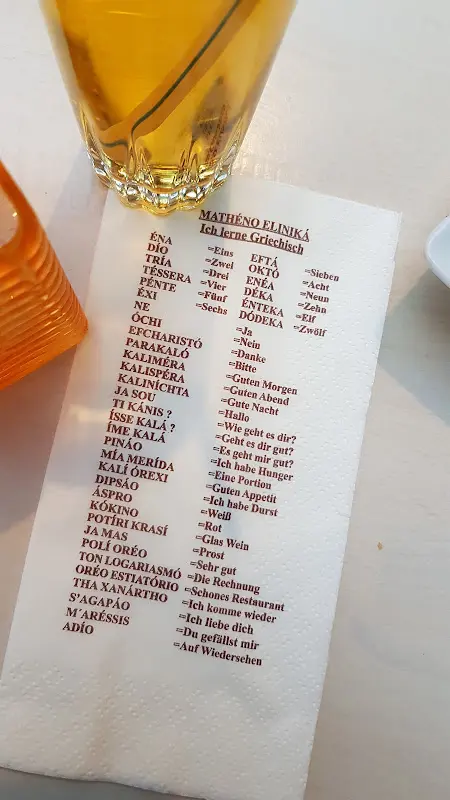 MATHÉNO ELINIKÁ
Ich lerne Griechisch
ÉNA =Eins EFTÁ =Sieben
DÍO =Zwei OKTÓ =Acht
TRÍA =Drei ENÉA =Neun
TÉSSERA =Vier DÉKA =Zehn
PÉNTE =Fünf ÉNTEKA =Elf
ÉXI =Sechs DÓDEKA =Zwölf
NE =Ja
ÓCHI =Nein
EFCHARISTÓ =Danke
PARAKALÓ =Bitte
KALIMÉRA =Guten Morgen
KALISPÉRA =Guten Abend
KALINÍCHTA =Gute Nacht
JA SOU =Hallo
TI KÁNIS ? =Wie geht es dir?
ÍSSE KALÁ ? =Geht es dir gut?
ÍME KALÁ =Es geht mir gut?
PINÁO =Ich habe Hunger
MÍA MERÍDA =Eine Portion
KALÍ ÓREXI =Guten Appetit
DIPSÁO =Ich habe Durst
ÁSPRO =Weiß
KÓKINO =Rot
POTÍRI KRASÍ =Glas Wein
JA MAS =Prost
POLÍ ORÉO =Sehr gut
TON LOGARIASMÓ =Die Rechnung
ORÉO ESTIATÓRIO =Schones Restaurant
THA XANÁRTHO =Ich komme wieder
S'AGAPÁO =Ich liebe dich
M´ARÉSSIS =Du gefällst mir
ADÍO =Auf Wiedersehen